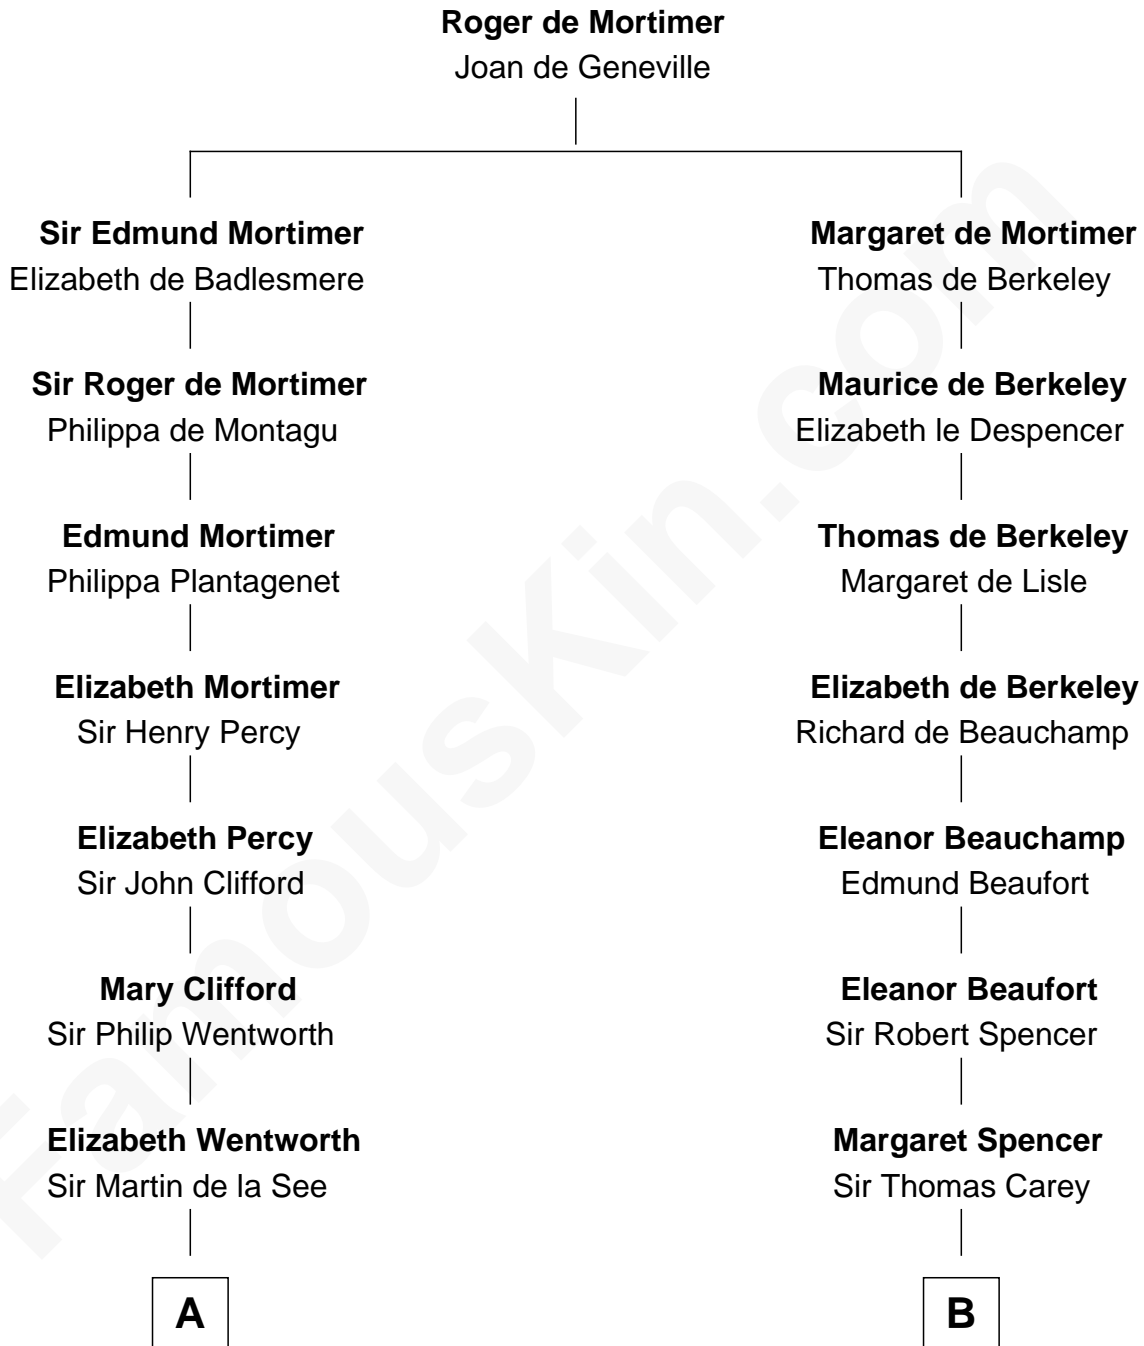 Roger de Mortimer
Joan de Geneville
Sir Edmund Mortimer
Elizabeth de Badlesmere
Margaret de Mortimer
Thomas de Berkeley
Sir Roger de Mortimer
Philippa de Montagu
Maurice de Berkeley
Elizabeth le Despencer
Edmund Mortimer
Philippa Plantagenet
Thomas de Berkeley
Margaret de Lisle
Elizabeth Mortimer
Sir Henry Percy
Elizabeth de Berkeley
Richard de Beauchamp
Elizabeth Percy
Sir John Clifford
Eleanor Beauchamp
Edmund Beaufort
Mary Clifford
Sir Philip Wentworth
Eleanor Beaufort
Sir Robert Spencer
Elizabeth Wentworth
Sir Martin de la See
Margaret Spencer
Sir Thomas Carey
A
B
FamousKin.com